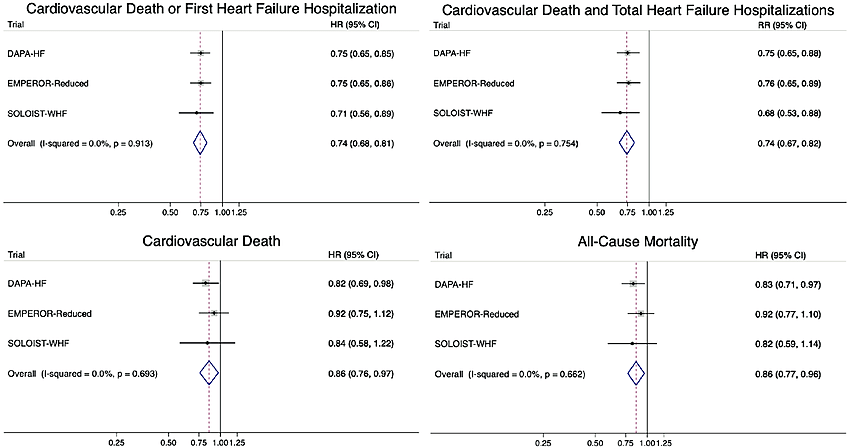 Cardiovascular Death or First Heart Failure Hospitalization
Trial HR (95% CI)
DAPA-HF 0.75 (0.65, 0.85)
EMPEROR-Reduced 0.75 (0.65, 0.86)
SOLOIST-WHF 0.71 (0.56, 0.89)
Overall (I-squared = 0.0%, p = 0.913) 0.74 (0.68, 0.81)
0.25 0.50 0.75 1.00 1.25
Cardiovascular Death and Total Heart Failure Hospitalizations
Trial RR (95% CI)
DAPA-HF 0.75 (0.65, 0.88)
EMPEROR-Reduced 0.76 (0.65, 0.89)
SOLOIST-WHF 0.68 (0.53, 0.88)
Overall (I-squared = 0.0%, p = 0.754) 0.74 (0.67, 0.82)
0.25 0.50 0.75 1.00 1.25
Cardiovascular Death
Trial HR (95% CI)
DAPA-HF 0.82 (0.69, 0.98)
EMPEROR-Reduced 0.92 (0.75, 1.12)
SOLOIST-WHF 0.84 (0.58, 1.22)
Overall (I-squared = 0.0%, p = 0.693) 0.86 (0.76, 0.97)
0.25 0.50 0.75 1.00 1.25
All-Cause Mortality
Trial HR (95% CI)
DAPA-HF 0.83 (0.71, 0.97)
EMPEROR-Reduced 0.92 (0.77, 1.10)
SOLOIST-WHF 0.82 (0.59, 1.14)
Overall (I-squared = 0.0%, p = 0.662) 0.86 (0.77, 0.96)
0.25 0.50 0.75 1.00 1.25